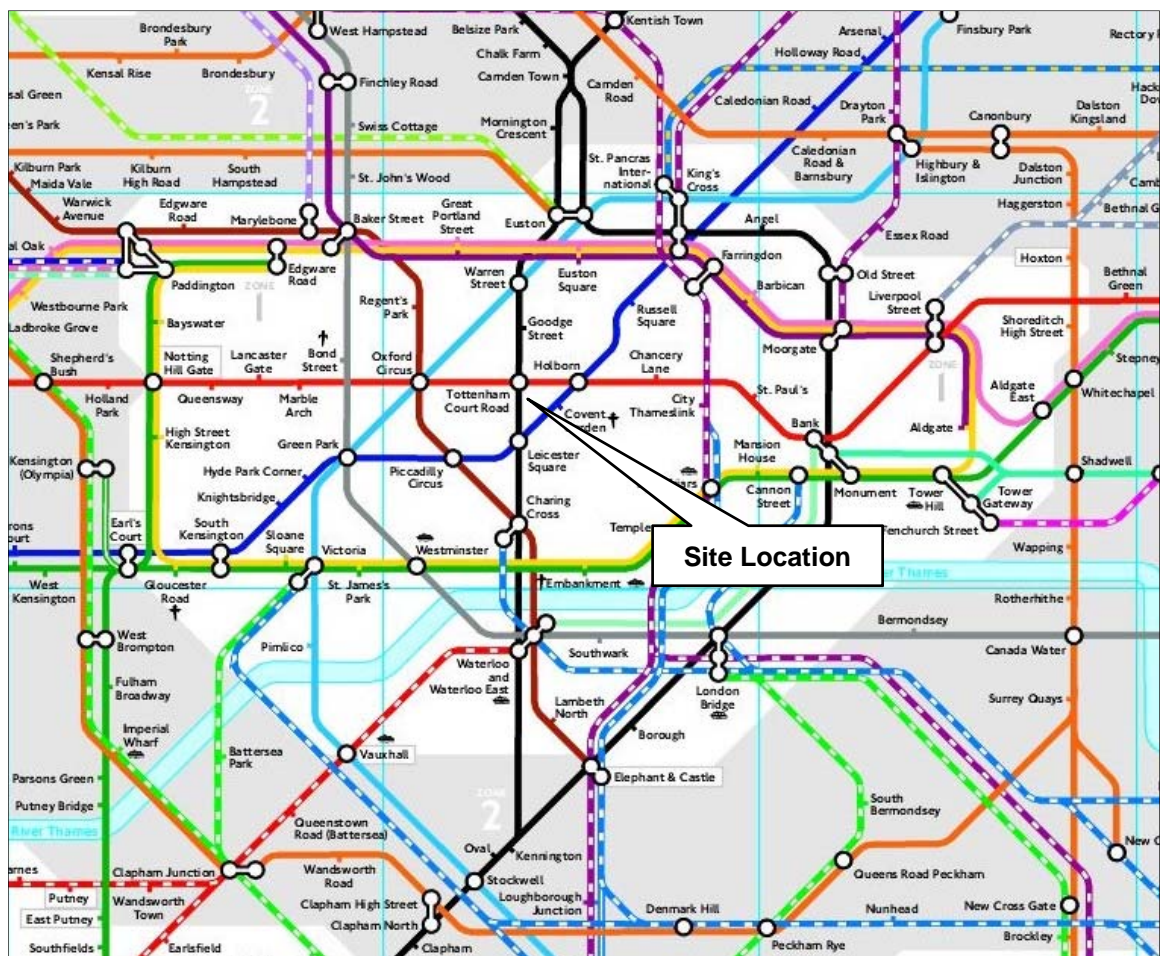 Brondesbury
Park
West Hampstead
Belsize Park
Kentish Town
Arsenal
Finsbury Park
Kensal Rise
Brondesbury
ZONE
2
Finchley Road
Chalk Farm
Camden Town
Camden
Road
Holloway Road
Caledonian Road
Drayton
Park
Canonbury
Dalston
Kingsland
Swiss Cottage
Mornington
Crescent
Kilburn Park
Maida Vale
Warwick
Avenue
Kilburn
High Road
South
Hampstead
St. John's Wood
St. Pancras
Inter-
national
King's
Cross
Caledonian
Road &
Barnsbury
Highbury &
Islington
Dalston
Junction
Haggerston
Edgware
Road
Marylebone
Baker Street
Great
Portland
Street
Euston
Angel
Essex Road
Hoxton
Paddington
Edgware
Road
Warren
Street
Euston
Square
Farringdon
Barbican
Old Street
Liverpool
Street
Bethnal
Green
Westbourne Park
Ladbroke Grove
ZONE
1
Bayswater
Regent's
Park
Goodge
Street
Russell
Square
Moorgate
Shoreditch
High Street
Shepherd's
Bush
Notting
Hill Gate
Lancaster
Gate
Bond
Street
Oxford
Circus
Holborn
Chancery
Lane
St. Paul's
ZONE
1
Aldgate
East
Stepney
Whitechapel
Holland
Park
Queensway
Marble
Arch
Tottenham
Court Road
Covent
City
Thameslink
Bank
Aldgate
High Street
Kensington
Green Park
Leicester
Square
Mansion
House
Kensington
(Olympia)
Hyde Park Corner
Piccadilly
Circus
Cannon
Street
Monument
Tower
Hill
Tower
Gateway
Shadwell
Knightsbridge
Charing
Cross
Fenchurch Street
Earl's
Court
South
Kensington
Sloane
Square
Victoria
Westminster
Site Location
Wapping
West
Kensington
Gloucester
Road
St. James's
Park
Embankment
River Thames
Rotherhithe
West
Brompton
Pimlico
Waterloo
and
Waterloo East
Southwark
Bermondsey
Canada Water
Fulham
Broadway
London
Bridge
Surrey Quays
Imperial
Wharf
Battersea
Park
Vauxhall
Lambeth
North
Borough
Parsons Green
Putney Bridge
River Thames
Elephant & Castle
ZONE
2
South
Bermondsey
Queenstown
Road (Battersea)
Oval
Kennington
Clapham Junction
Wandsworth
Road
Stockwell
Queens Road Peckham
Putney
Wandsworth
Town
Clapham High Street
Loughborough
Junction
Denmark Hill
Nunhead
New Cross Gate
East Putney
Clapham North
Southfields
Earlsfield
Clapham
Peckham Rye
Brockley